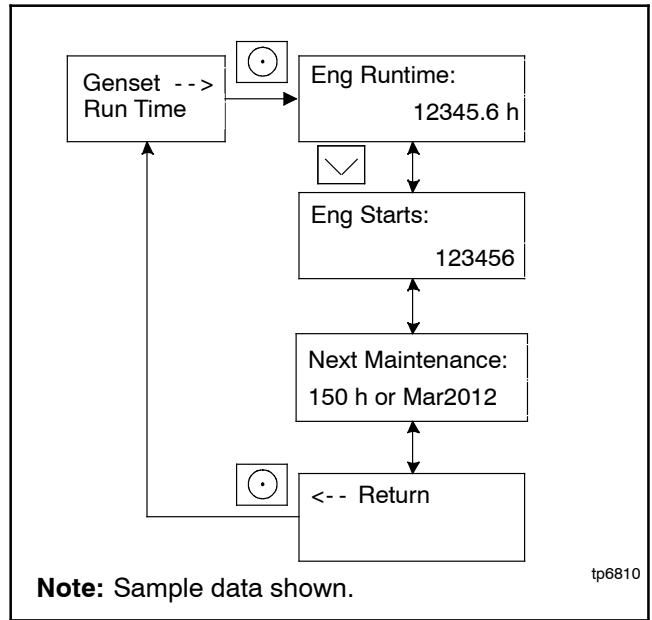 Genset -->
Run Time
Eng Runtime:
12345.6 h
Eng Starts:
123456
Next Maintenance:
150 h or Mar2012
<-- Return
Note: Sample data shown.
tp6810